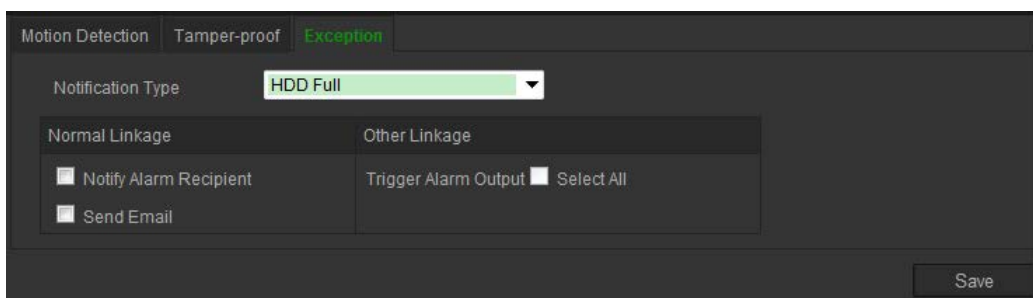 Motion Detection Tamper-proof Exception
Notification Type HDD Full
Normal Linkage Other Linkage
Notify Alarm Recipient Trigger Alarm Output Select All
Send Email
Save